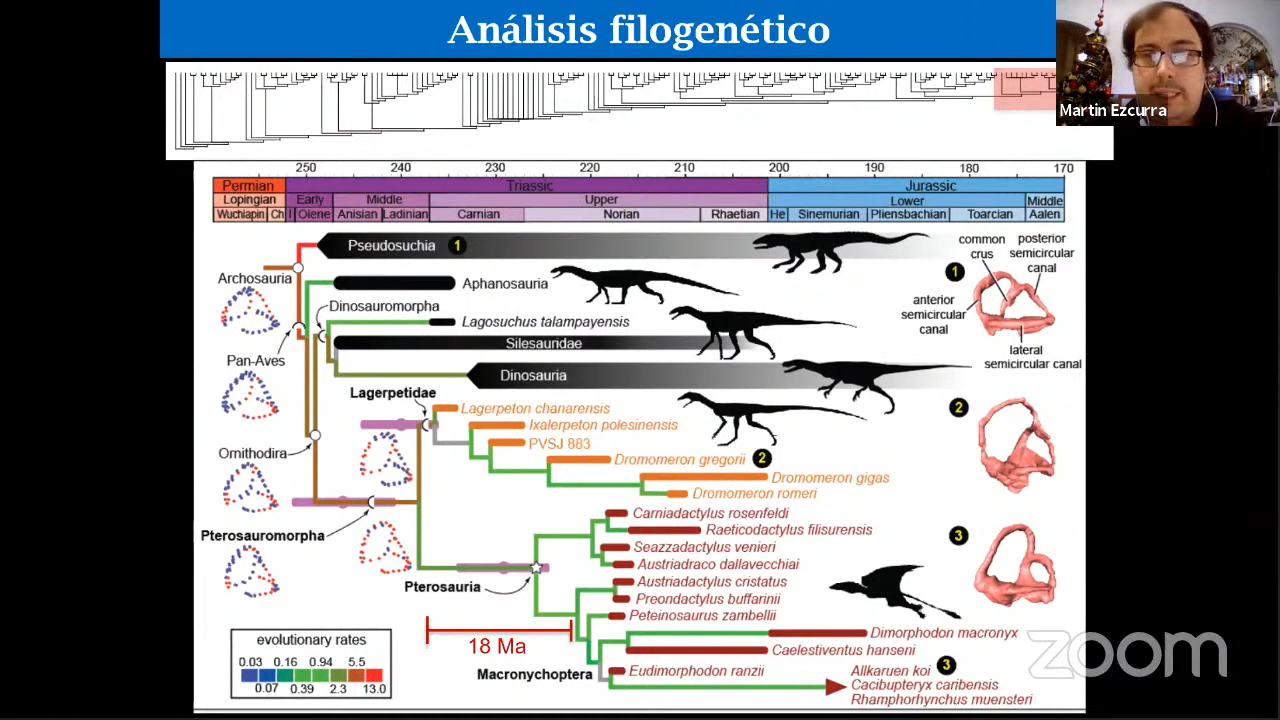 Análisis filogenético
Martin Ezcurra
250 240 230 220 210 200 190 180 170
Permian Triassic Jurassic
Lopingian Early Middle Upper Lower Middle
Wuchiapin Ch I Olene Anisian Ladinian Carnian Norian Rhaetian He Sinemurian Pliensbachian Toarcian Aalen
Pseudosuchia 1
common crus
posterior semicircular canal
1
Archosauria
Aphanosauria
anterior semicircular canal
Dinosauromorpha
Lagosuchus talampayensis
Silesauridae
lateral semicircular canal
Pan-Aves
Dinosauria
Lagerpetidae
Lagerpeton chanarensis
2
Ixalerpeton polesinensis
PVSJ 883
Ornithodira
Dromomeron gregorii 2
Dromomeron gigas
Dromomeron romeri
Carniadactylus rosenfeldi
Raeticodactylus filisurensis
Pterosauromorpha
3
Seazzadactylus venieri
Austriadraco dallavecchiai
Pterosauria
Austriadactylus cristatus
Preondactylus buffarinii
Peteinosaurus zambellii
18 Ma
Dimorphodon macronyx
zoom
evolutionary rates
Caelestiventus hanseni
0.03 0.16 0.94 5.5
0.07 0.39 2.3 13.0
Macronychoptera
Eudimorphodon ranzii
Allkaruen koi 3
Cacibupteryx caribensis
Rhamphorhynchus muensteri